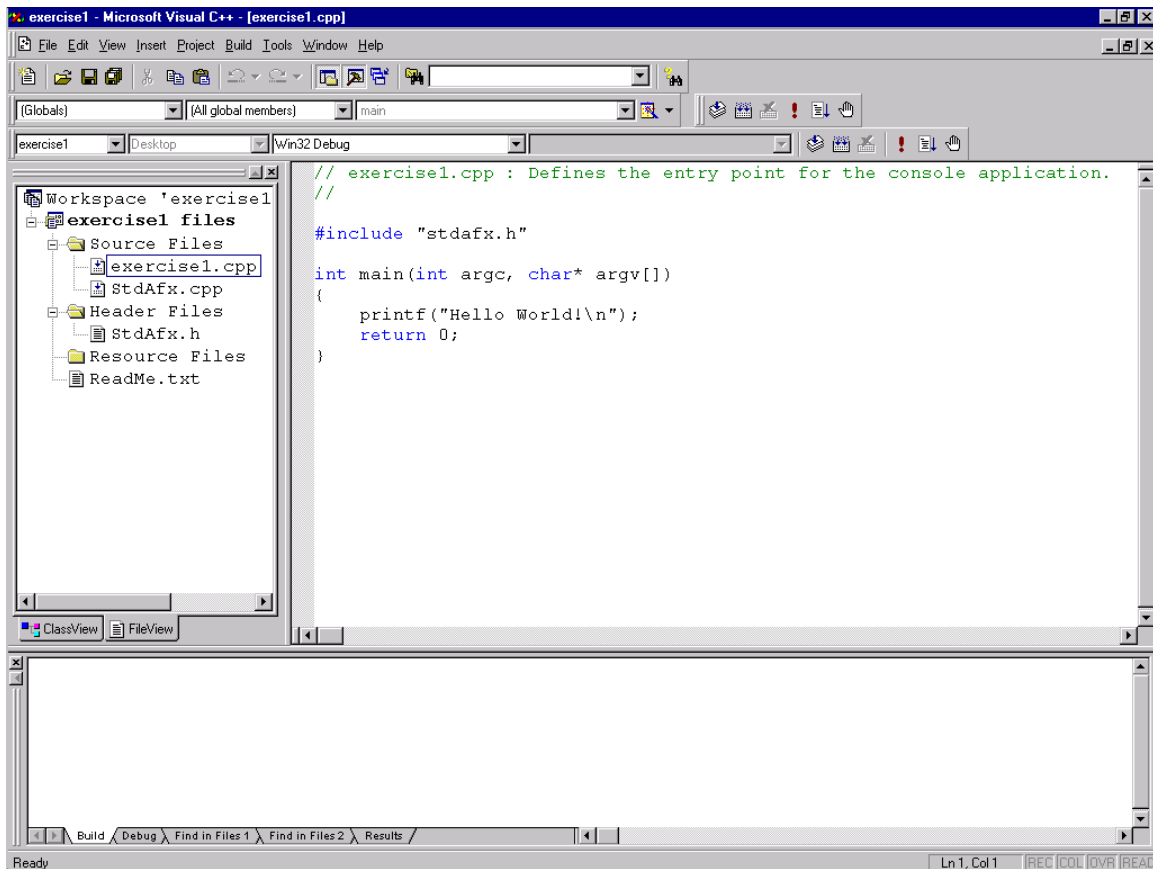 exercise1 - Microsoft Visual C++ - [exercise1.cpp]
File Edit View Insert Project Build Tools Window Help
(Globals) (All global members) main
exercise1 Desktop Win32 Debug
Workspace 'exercise1
exercise1 files
Source Files
exercise1.cpp
StdAfx.cpp
Header Files
StdAfx.h
Resource Files
ReadMe.txt
ClassView FileView
// exercise1.cpp : Defines the entry point for the console application.
//
#include "stdafx.h"
int main(int argc, char* argv[])
{
printf("Hello World!\n");
return 0;
}
Build Debug Find in Files 1 Find in Files 2 Results
Ready Ln 1, Col 1 REC COL OVR READ